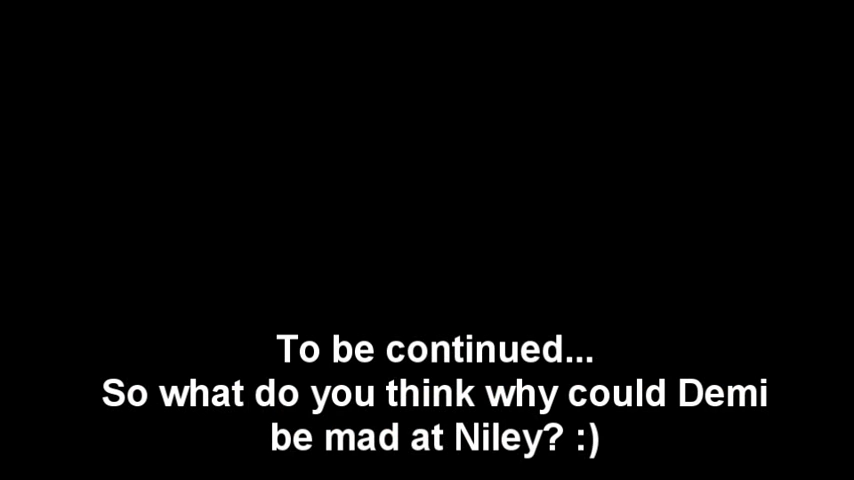 To be continued...
So what do you think why could Demi
be mad at Niley? :)